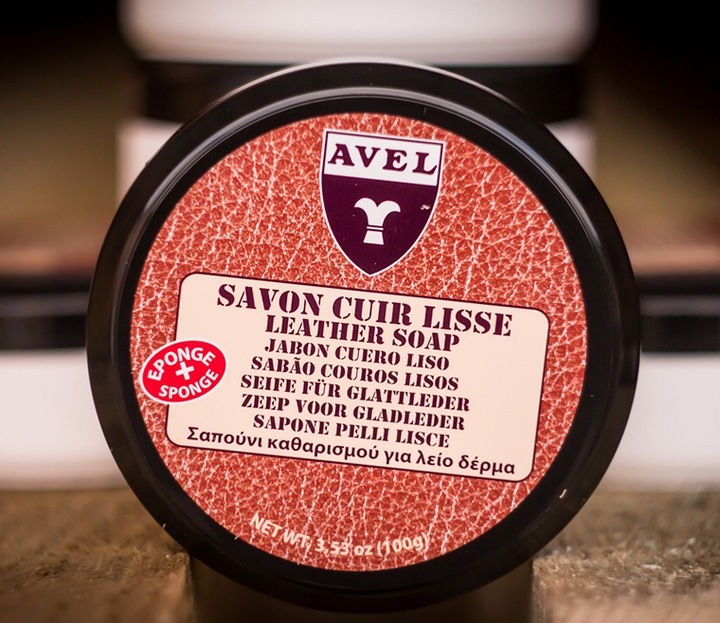 AVEL
SAVON CUIR LISSE
LEATHER SOAP
JABON CUERO LISO
SABÃO COUROS LISOS
SEIFE FÜR GLATTLEDER
ZEEP VOOR GLADLEDER
SAPONE PELLI LISCE
Σαπούνι καθαρισμού για λείο δέρμα
EPONGE
+
SPONGE
NET WT. 3,53 oz (100g)